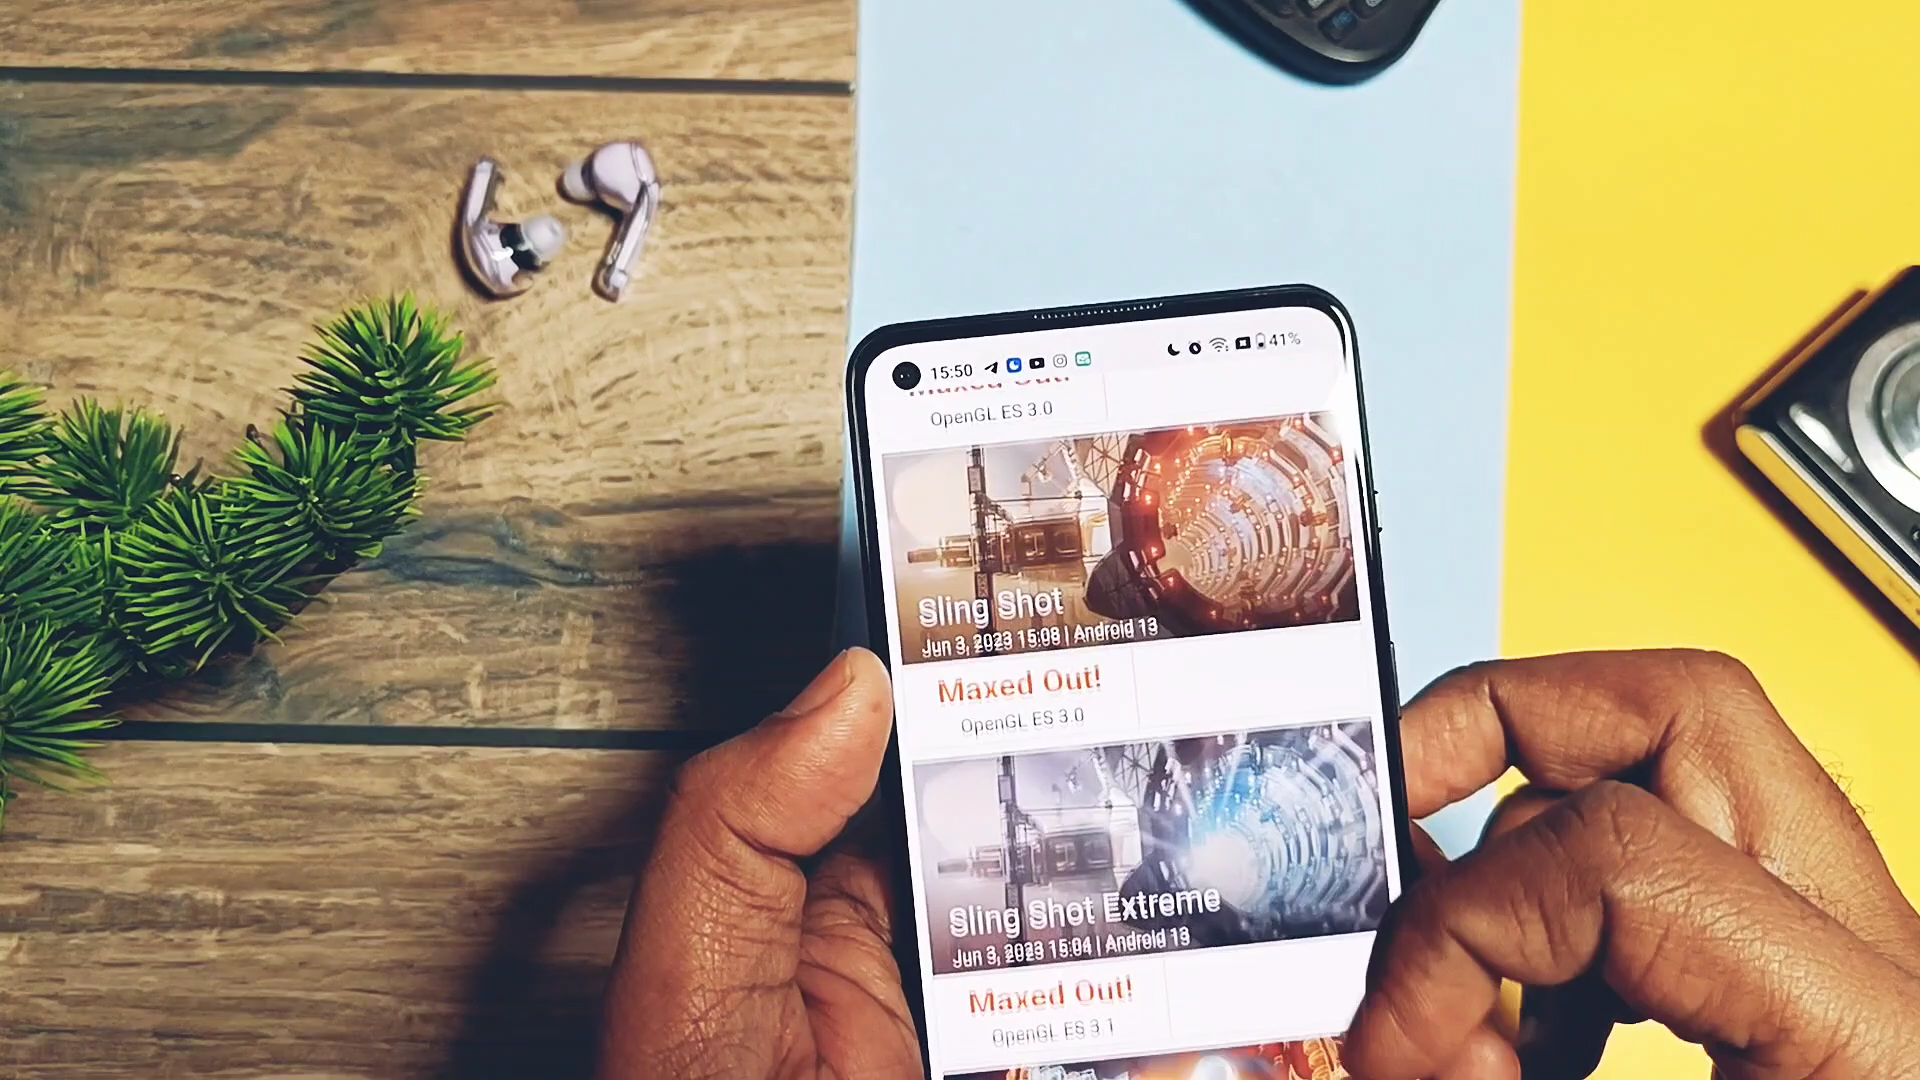 15:50 41%
Maxed Out!
OpenGL ES 3.0
Sling Shot
Jun 3, 2023 15:08 | Android 13
Maxed Out!
OpenGL ES 3.0
Sling Shot Extreme
Jun 3, 2023 15:04 | Android 13
Maxed Out!
OpenGL ES 3.1